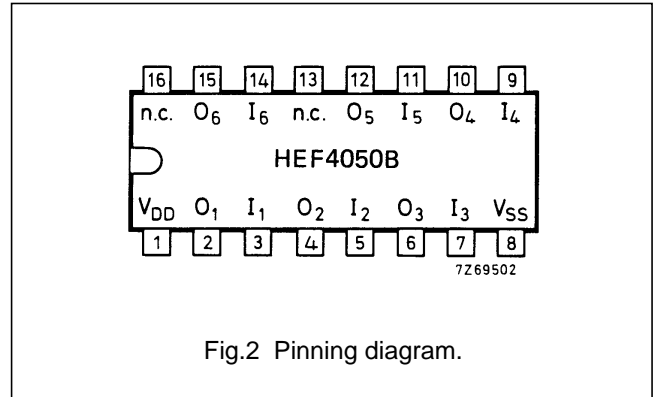 16 15 14 13 12 11 10 9
n.c. O6 I6 n.c. O5 I5 O4 I4
HEF4050B
VDD O1 I1 O2 I2 O3 I3 VSS
1 2 3 4 5 6 7 8
7Z69502
Fig.2 Pinning diagram.